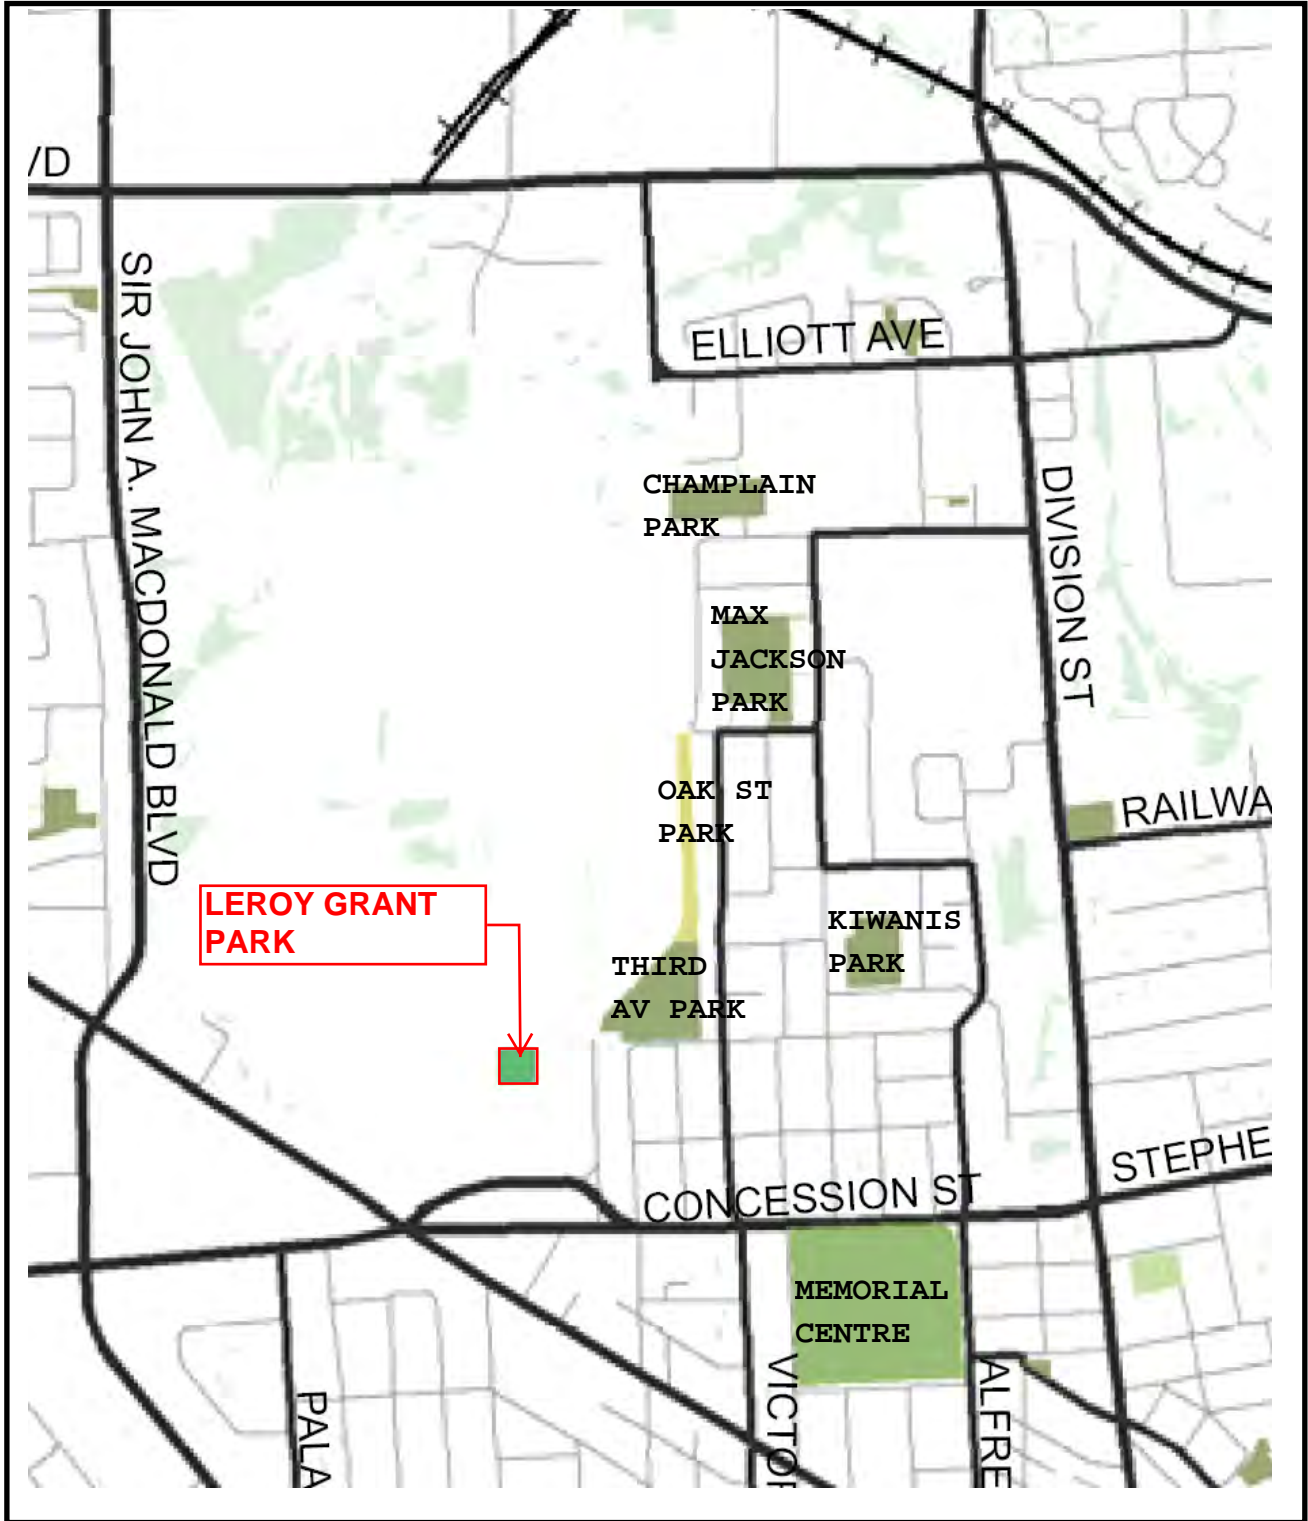 /D
SIR JOHN A. MACDONALD BLVD
ELLIOTT AVE
CHAMPLAIN
PARK
DIVISION ST
MAX
JACKSON
PARK
OAK ST
PARK
RAILWA
LEROY GRANT
PARK
KIWANIS
PARK
THIRD
AV PARK
STEPHE
CONCESSION ST
MEMORIAL
CENTRE
PALA
VICTOR
ALFRE